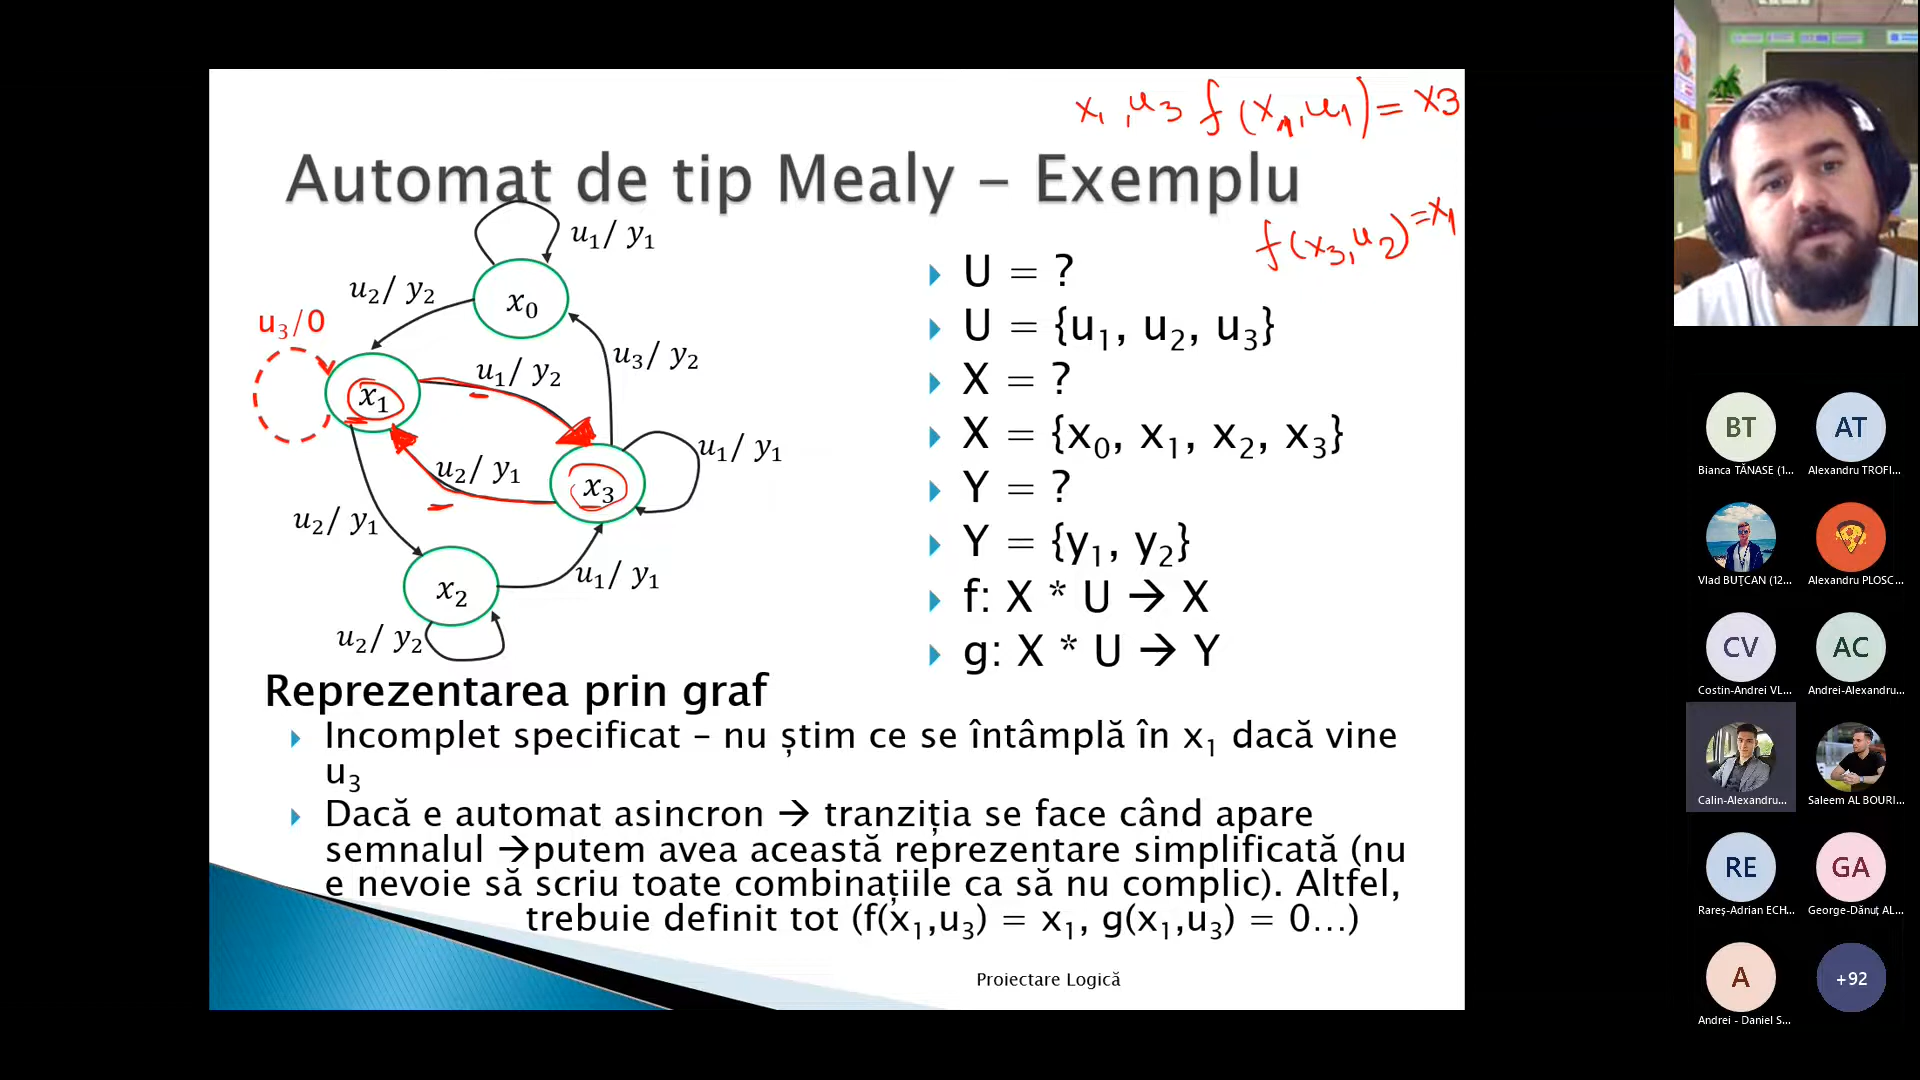 x₁, u₃ f(x₁,u₁) = x₃
Automat de tip Mealy – Exemplu
f(x₃,u₂) = x₁
u₁/ y₁
u₂/ y₂
x₀
u₃/0
u₃/ y₂
u₁/ y₂
x₁
u₁/ y₁
u₂/ y₁
x₃
u₂/ y₁
u₁/ y₁
x₂
u₂/ y₂
U = ?
U = {u₁, u₂, u₃}
X = ?
X = {x₀, x₁, x₂, x₃}
Y = ?
Y = {y₁, y₂}
f: X * U → X
g: X * U → Y
Reprezentarea prin graf
Incomplet specificat – nu știm ce se întâmplă în x₁ dacă vine
u₃
Dacă e automat asincron → tranziția se face când apare
semnalul →putem avea această reprezentare simplificată (nu
e nevoie să scriu toate combinațiile ca să nu complic). Altfel,
trebuie definit tot (f(x₁,u₃) = x₁, g(x₁,u₃) = 0...)
Proiectare Logică
BT
AT
Bianca TĂNASE (1...
Alexandru TROFI...
Vlad BUȚCAN (12...
Alexandru PLOSC...
CV
AC
Costin-Andrei VL...
Andrei-Alexandru...
Calin-Alexandru...
Saleem AL BOURI...
RE
GA
Rareș-Adrian ECH...
George-Dănuț AL...
A
+92
Andrei - Daniel S...